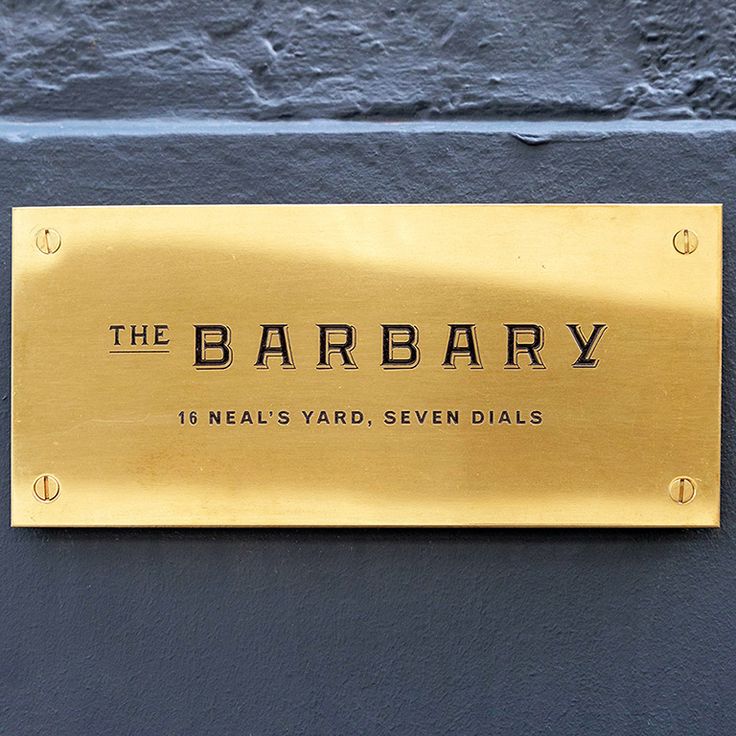 THE BARBARY
16 NEAL'S YARD, SEVEN DIALS